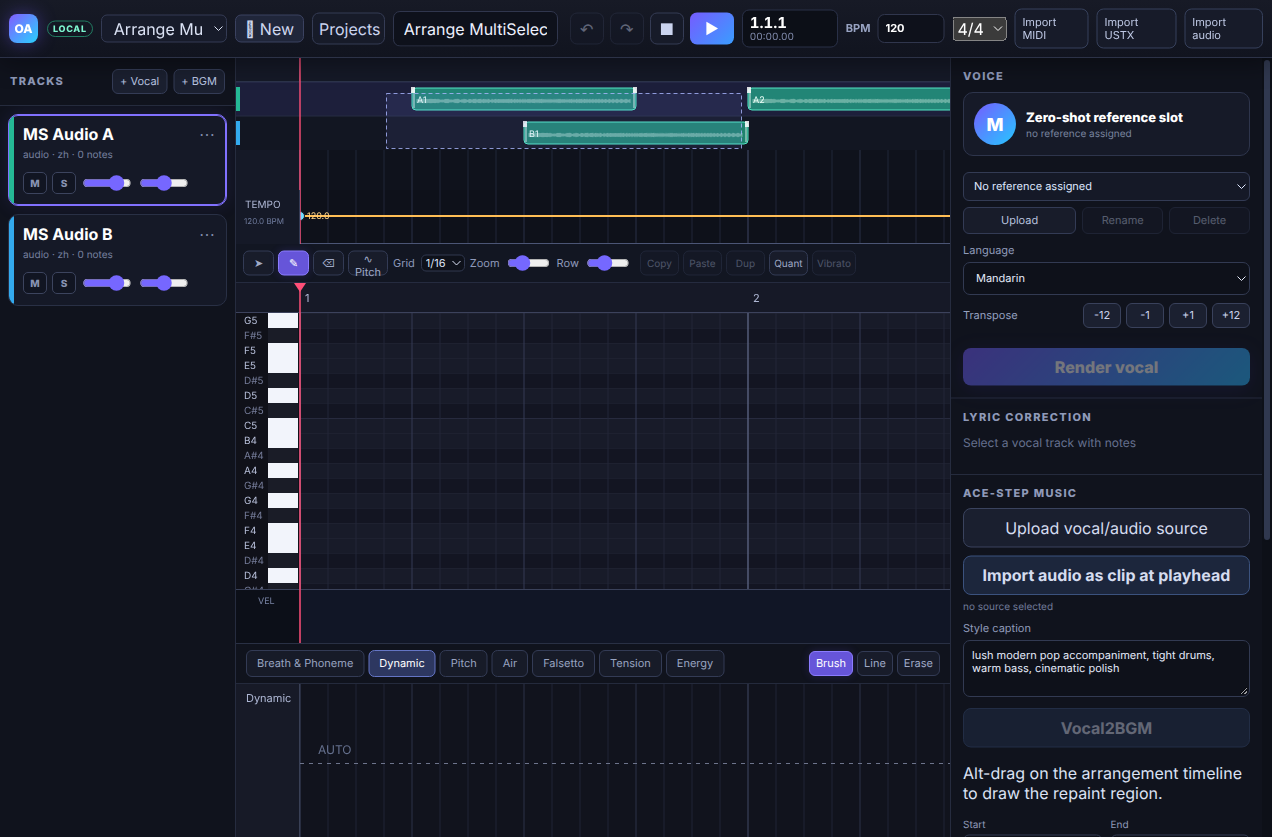 OA
LOCAL
Arrange Mu
New
Projects
Arrange MultiSelec
1.1.1
00:00.00
BPM
120
4/4
Import MIDI
Import USTX
Import audio
TRACKS
+ Vocal
+ BGM
MS Audio A
audio · zh · 0 notes
M
S
MS Audio B
audio · zh · 0 notes
M
S
A1
A2
B1
TEMPO
120.0 BPM
120.0
Pitch
Grid
1/16
Zoom
Row
Copy
Paste
Dup
Quant
Vibrato
1
2
G5
F#5
F5
E5
D#5
D5
C#5
C5
B4
A#4
A4
G#4
G4
F#4
F4
E4
D#4
D4
VEL
Breath & Phoneme
Dynamic
Pitch
Air
Falsetto
Tension
Energy
Brush
Line
Erase
Dynamic
AUTO
VOICE
M
Zero-shot reference slot
no reference assigned
No reference assigned
Upload
Rename
Delete
Language
Mandarin
Transpose
-12
-1
+1
+12
Render vocal
LYRIC CORRECTION
Select a vocal track with notes
ACE-STEP MUSIC
Upload vocal/audio source
Import audio as clip at playhead
no source selected
Style caption
lush modern pop accompaniment, tight drums,
warm bass, cinematic polish
Vocal2BGM
Alt-drag on the arrangement timeline
to draw the repaint region.
Start
End